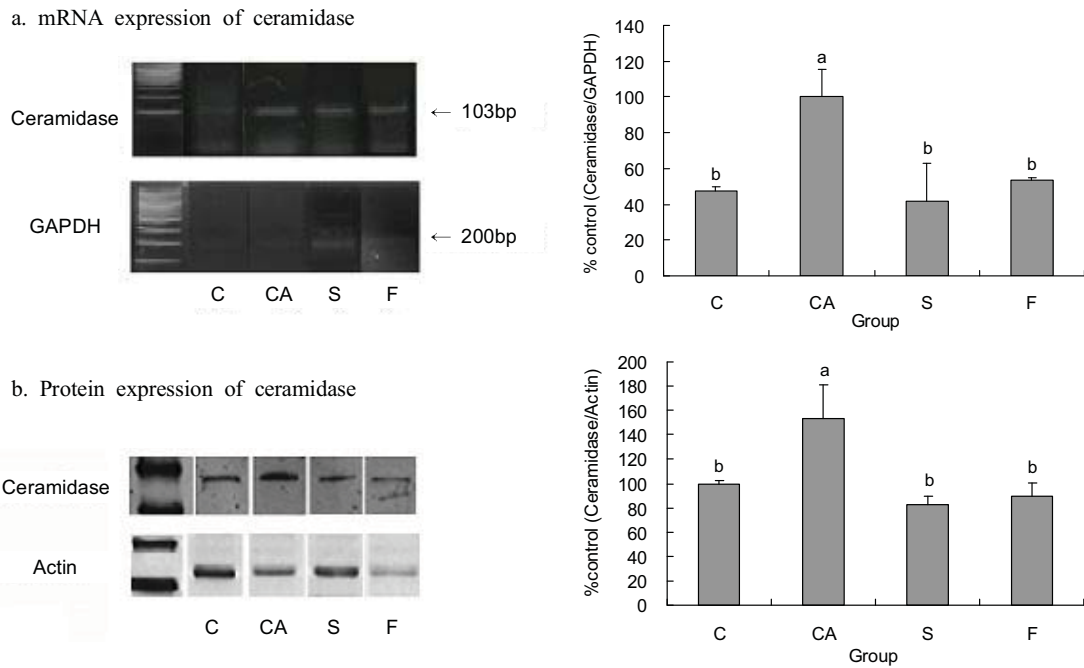 a. mRNA expression of ceramidase
Ceramidase
← 103bp
GAPDH
← 200bp
C CA S F
% control (Ceramidase/GAPDH)
140
120
100
80
60
40
20
0
b
a
b
b
C CA S F
Group
b. Protein expression of ceramidase
Ceramidase
Actin
C CA S F
%control (Ceramidase/Actin)
200
180
160
140
120
100
80
60
40
20
0
b
a
b
b
C CA S F
Group